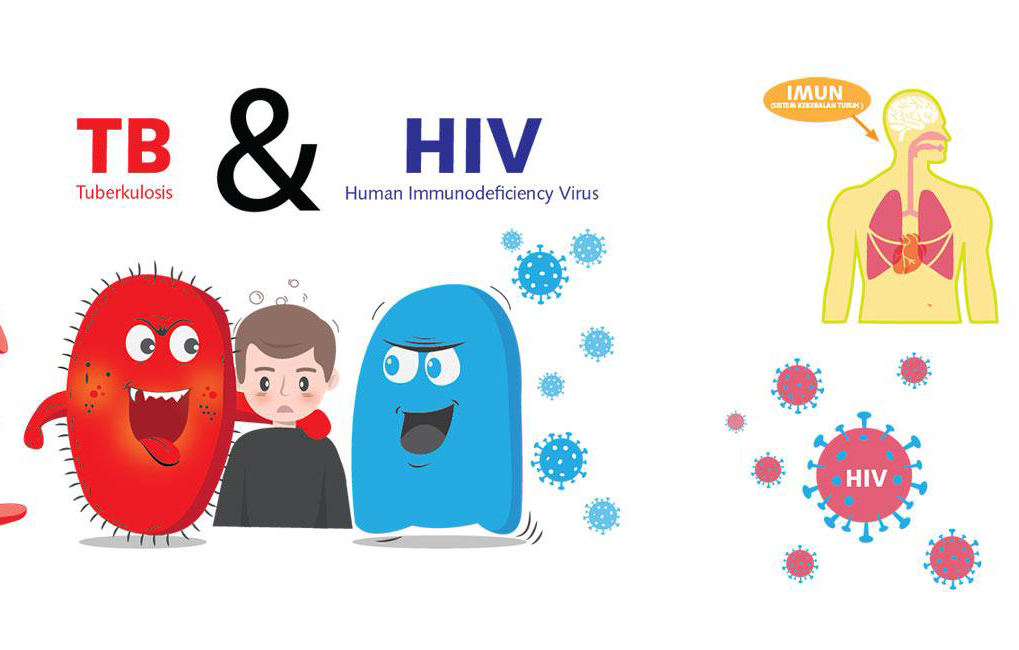 TB
Tuberkulosis
&
HIV
Human Immunodeficiency Virus
IMUN
(SISTEM KEKEBALAN TUBUH )
HIV